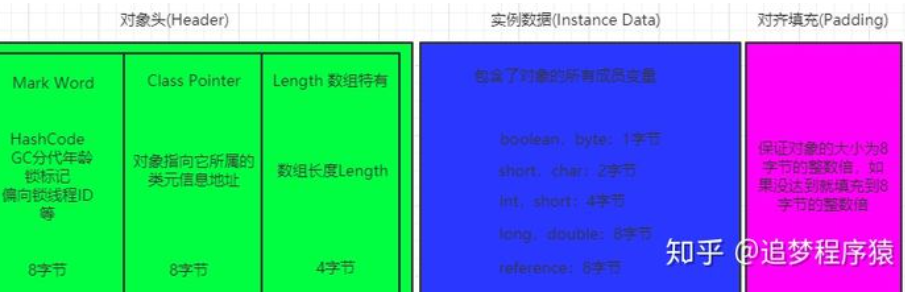 对象头(Header)
实例数据(Instance Data)
对齐填充(Padding)
Mark Word
HashCode
GC分代年龄
锁标记
偏向锁线程ID
等
8字节
Class Pointer
对象指向它所属的
类元信息地址
8字节
Length 数组特有
数组长度Length
4字节
包含了对象的所有成员变量
boolean、byte：1字节
short、char：2字节
int、short：4字节
long、double：8字节
reference：8字节
保证对象的大小为8
字节的整数倍，如
果没达到就填充到8
字节的整数倍
知乎 @追梦程序猿